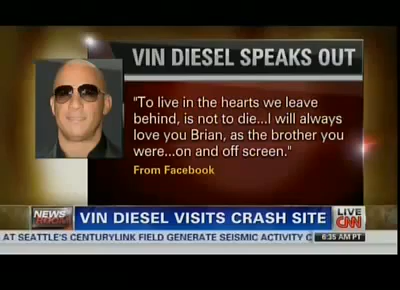 VIN DIESEL SPEAKS OUT
"To live in the hearts we leave
behind, is not to die...I will always
love you Brian, as the brother you
were...on and off screen."
From Facebook
NEWS
ROOM
VIN DIESEL VISITS CRASH SITE
LIVE
CNN
AT SEATTLE'S CENTURYLINK FIELD GENERATE SEISMIC ACTIVITY
6:35 AM PT